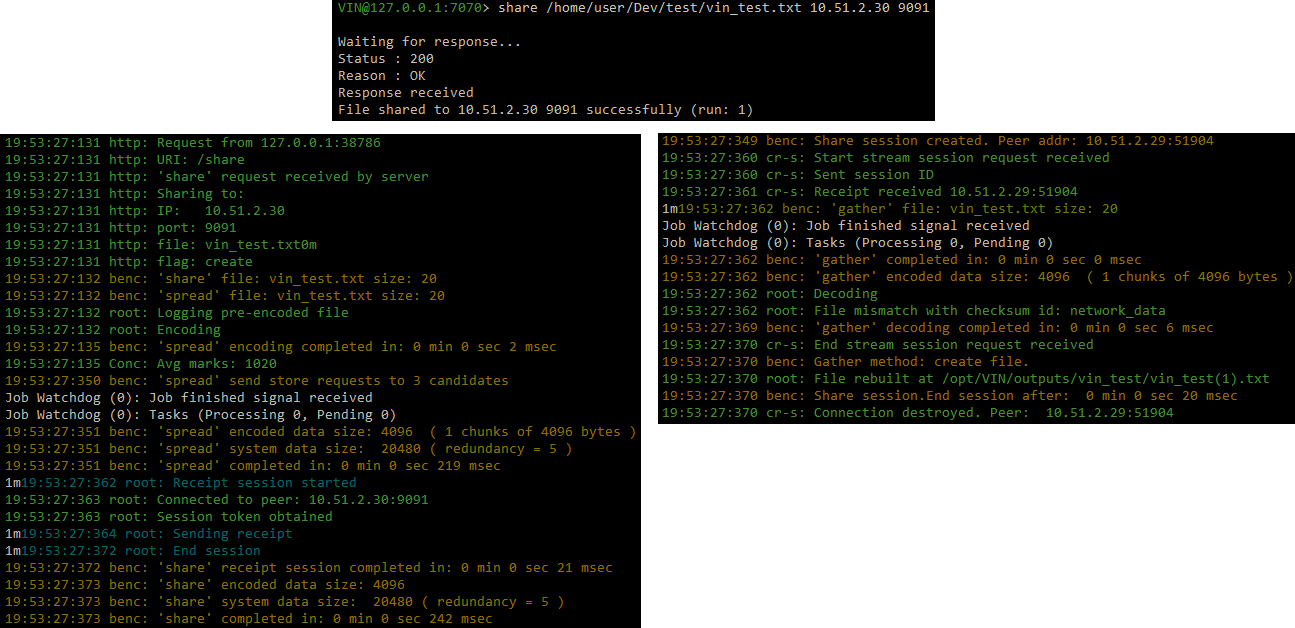 VIN@127.0.0.1:7070> share /home/user/Dev/test/vin_test.txt 10.51.2.30 9091
Waiting for response...
Status : 200
Reason : OK
Response received
File shared to 10.51.2.30 9091 successfully (run: 1)
19:53:27:131 http: Request from 127.0.0.1:38786
19:53:27:131 http: URI: /share
19:53:27:131 http: 'share' request received by server
19:53:27:131 http: Sharing to:
19:53:27:131 http: IP:   10.51.2.30
19:53:27:131 http: port: 9091
19:53:27:131 http: file: vin_test.txt0m
19:53:27:131 http: flag: create
19:53:27:132 benc: 'share' file: vin_test.txt size: 20
19:53:27:132 benc: 'spread' file: vin_test.txt size: 20
19:53:27:132 root: Logging pre-encoded file
19:53:27:132 root: Encoding
19:53:27:135 benc: 'spread' encoding completed in: 0 min 0 sec 2 msec
19:53:27:135 Conc: Avg marks: 1020
19:53:27:350 benc: 'spread' send store requests to 3 candidates
Job Watchdog (0): Job finished signal received
Job Watchdog (0): Tasks (Processing 0, Pending 0)
19:53:27:351 benc: 'spread' encoded data size: 4096  ( 1 chunks of 4096 bytes )
19:53:27:351 benc: 'spread' system data size:  20480 ( redundancy = 5 )
19:53:27:351 benc: 'spread' completed in: 0 min 0 sec 219 msec
1m19:53:27:362 root: Receipt session started
19:53:27:363 root: Connected to peer: 10.51.2.30:9091
19:53:27:363 root: Session token obtained
1m19:53:27:364 root: Sending receipt
1m19:53:27:372 root: End session
19:53:27:372 benc: 'share' receipt session completed in: 0 min 0 sec 21 msec
19:53:27:373 benc: 'share' encoded data size: 4096
19:53:27:373 benc: 'share' system data size:  20480 ( redundancy = 5 )
19:53:27:373 benc: 'share' completed in: 0 min 0 sec 242 msec
19:53:27:349 benc: Share session created. Peer addr: 10.51.2.29:51904
19:53:27:360 cr-s: Start stream session request received
19:53:27:360 cr-s: Sent session ID
19:53:27:361 cr-s: Receipt received 10.51.2.29:51904
1m19:53:27:362 benc: 'gather' file: vin_test.txt size: 20
Job Watchdog (0): Job finished signal received
Job Watchdog (0): Tasks (Processing 0, Pending 0)
19:53:27:362 benc: 'gather' completed in: 0 min 0 sec 0 msec
19:53:27:362 benc: 'gather' encoded data size: 4096  ( 1 chunks of 4096 bytes )
19:53:27:362 root: Decoding
19:53:27:362 root: File mismatch with checksum id: network_data
19:53:27:369 benc: 'gather' decoding completed in: 0 min 0 sec 6 msec
19:53:27:370 cr-s: End stream session request received
19:53:27:370 benc: Gather method: create file.
19:53:27:370 root: File rebuilt at /opt/VIN/outputs/vin_test/vin_test(1).txt
19:53:27:370 benc: Share session.End session after:  0 min 0 sec 20 msec
19:53:27:370 cr-s: Connection destroyed. Peer:  10.51.2.29:51904